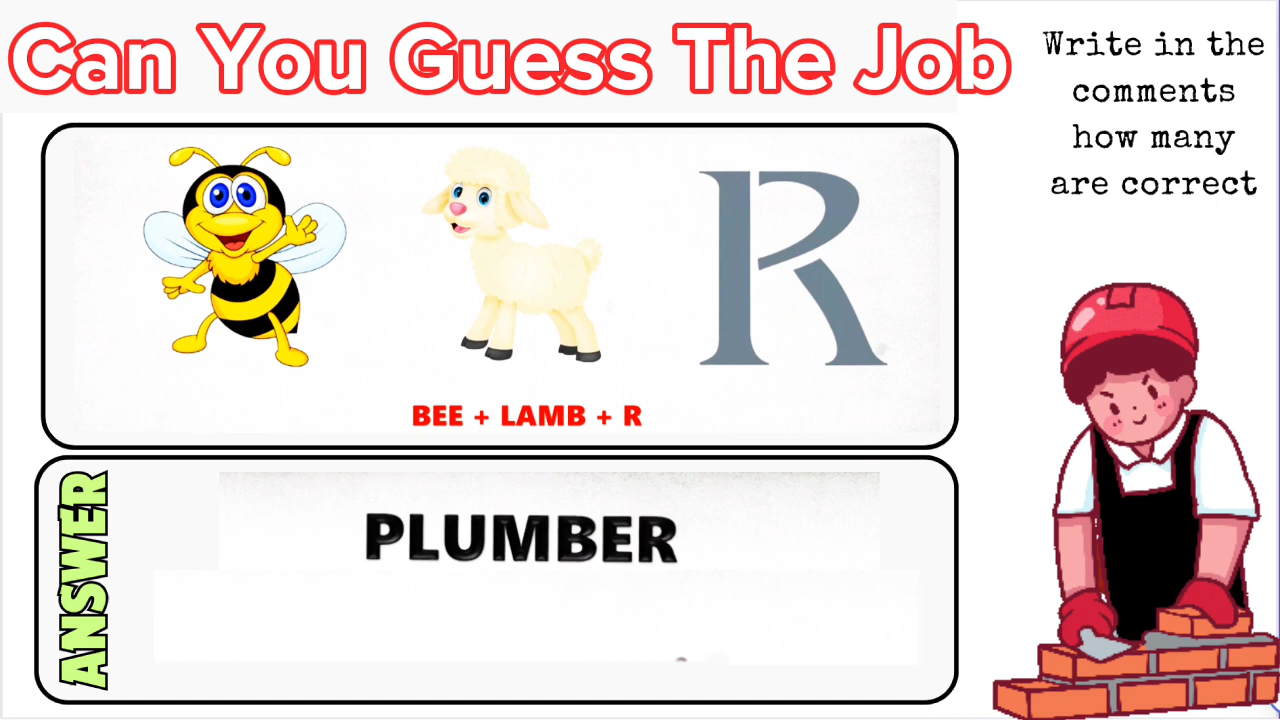 Can You Guess The Job
Write in the
comments
how many
are correct
R
BEE + LAMB + R
ANSWER
PLUMBER